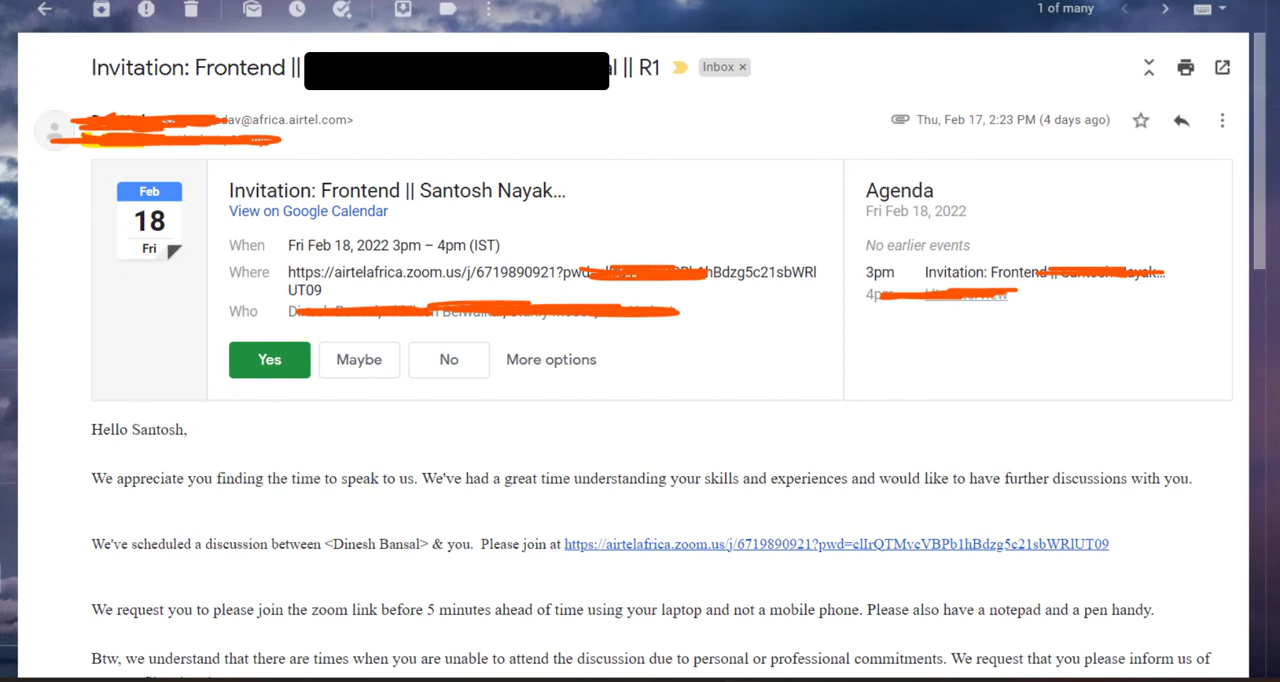 1 of many
Invitation: Frontend || l || R1 Inbox ×
dav@africa.airtel.com> Thu, Feb 17, 2:23 PM (4 days ago)
Feb
18
Fri
Invitation: Frontend || Santosh Nayak...
View on Google Calendar
When Fri Feb 18, 2022 3pm – 4pm (IST)
Where https://airtelafrica.zoom.us/j/6719890921?pwd hBdzg5c21sbWRl
UT09
Who
Yes Maybe No More options
Agenda
Fri Feb 18, 2022
No earlier events
3pm Invitation: Frontend
Hello Santosh,
We appreciate you finding the time to speak to us. We've had a great time understanding your skills and experiences and would like to have further discussions with you.
We've scheduled a discussion between <Dinesh Bansal> & you. Please join at https://airtelafrica.zoom.us/j/6719890921?pwd=clIrQTMvcVBPb1hBdzg5c21sbWRlUT09
We request you to please join the zoom link before 5 minutes ahead of time using your laptop and not a mobile phone. Please also have a notepad and a pen handy.
Btw, we understand that there are times when you are unable to attend the discussion due to personal or professional commitments. We request that you please inform us of